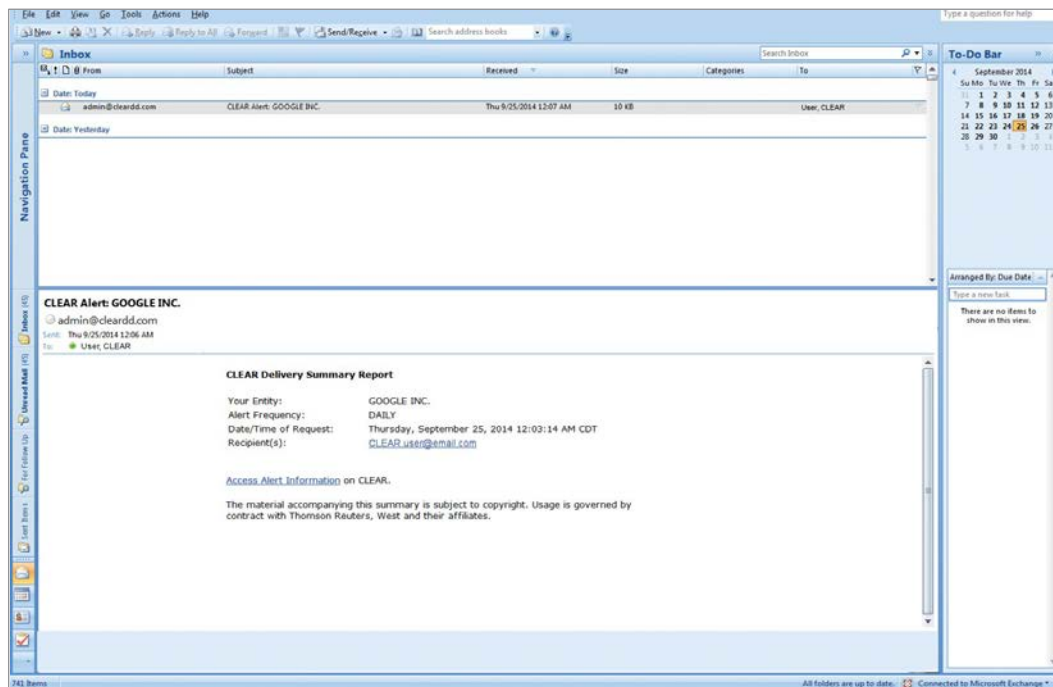 File Edit View Go Tools Actions Help
Type a question for help
New Reply Reply to All Forward Send/Receive Search address books
Inbox
Search Inbox
From Subject Received Size Categories To
Date: Today
admin@cleardd.com CLEAR Alert: GOOGLE INC. Thu 9/25/2014 12:07 AM 10 KB User, CLEAR
Date: Yesterday
Navigation Pane
Inbox (45)
Unread Mail (45)
For Follow Up
Sent Items
CLEAR Alert: GOOGLE INC.
admin@cleardd.com
Sent: Thu 9/25/2014 12:06 AM
To: User, CLEAR
CLEAR Delivery Summary Report
Your Entity: GOOGLE INC.
Alert Frequency: DAILY
Date/Time of Request: Thursday, September 25, 2014 12:03:14 AM CDT
Recipient(s): CLEAR.user@email.com
Access Alert Information on CLEAR.
The material accompanying this summary is subject to copyright. Usage is governed by
contract with Thomson Reuters, West and their affiliates.
To-Do Bar
September 2014
Su Mo Tu We Th Fr Sa
31 1 2 3 4 5 6
7 8 9 10 11 12 13
14 15 16 17 18 19 20
21 22 23 24 25 26 27
28 29 30 1 2 3 4
5 6 7 8 9 10 11
Arranged By: Due Date
Type a new task
There are no items to
show in this view.
741 Items
All folders are up to date. Connected to Microsoft Exchange